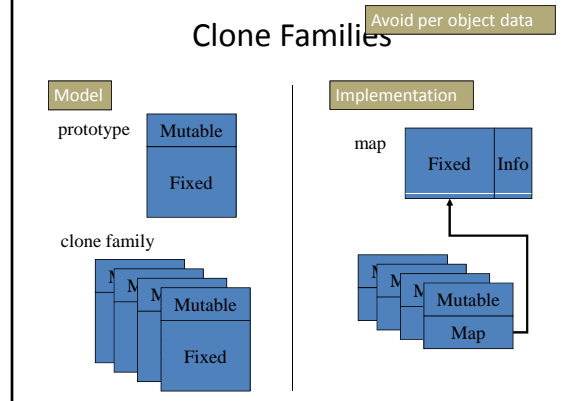 Avoid per object data
Clone Families
Model
prototype
Mutable
Fixed
clone family
M
M
M
Mutable
Fixed
Implementation
map
Fixed
Info
M
M
M
Mutable
Map